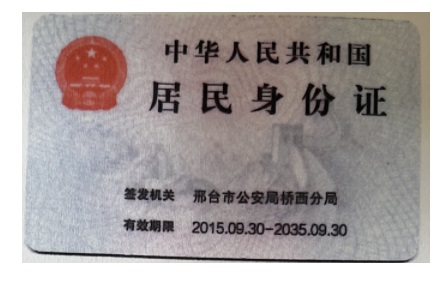 中华人民共和国
居民身份证
签发机关 邢台市公安局桥西分局
有效期限 2015.09.30-2035.09.30